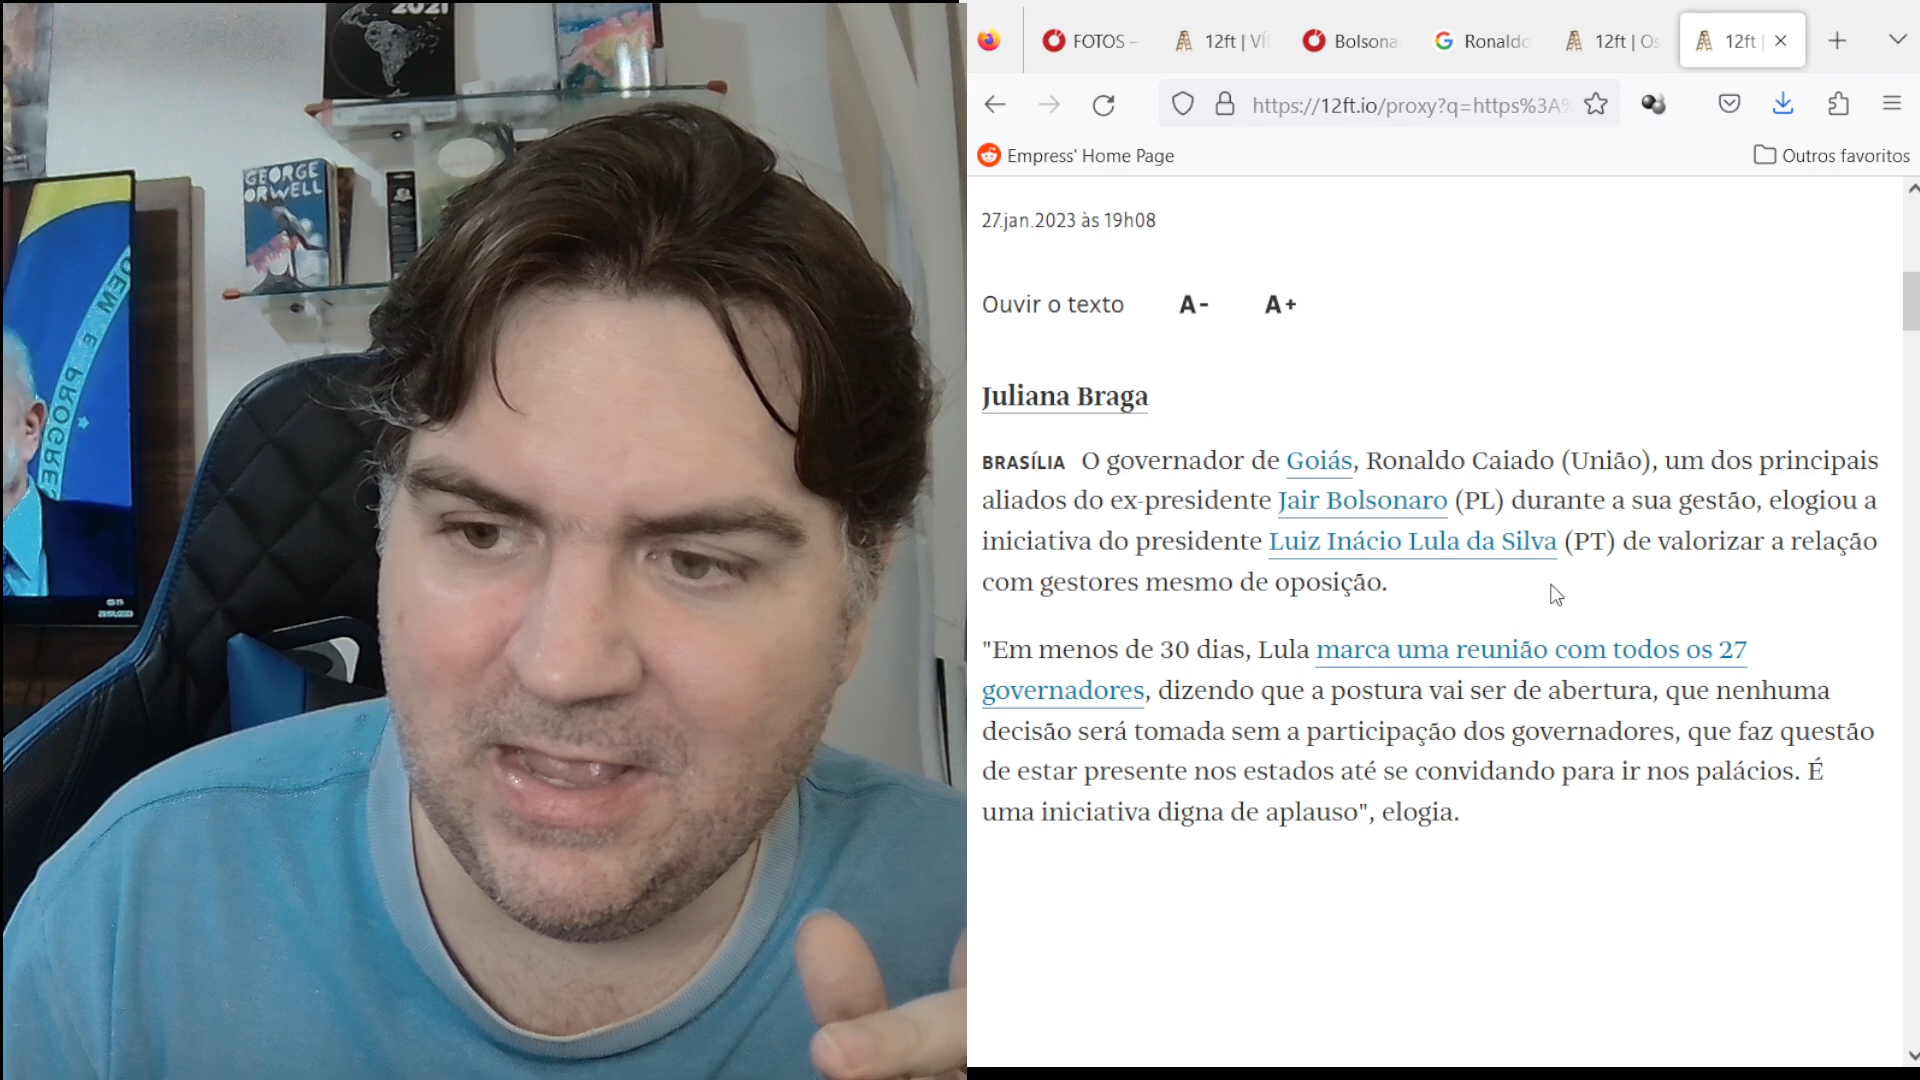 2021
GEORGE
ORWELL
FOTOS –
12ft | VÍ
Bolsona
Ronaldo
12ft | Os
12ft |
https://12ft.io/proxy?q=https%3A%
Empress' Home Page
Outros favoritos
27.jan.2023 às 19h08
Ouvir o texto A- A+
Juliana Braga
BRASÍLIA O governador de Goiás, Ronaldo Caiado (União), um dos principais
aliados do ex-presidente Jair Bolsonaro (PL) durante a sua gestão, elogiou a
iniciativa do presidente Luiz Inácio Lula da Silva (PT) de valorizar a relação
com gestores mesmo de oposição.
"Em menos de 30 dias, Lula marca uma reunião com todos os 27
governadores, dizendo que a postura vai ser de abertura, que nenhuma
decisão será tomada sem a participação dos governadores, que faz questão
de estar presente nos estados até se convidando para ir nos palácios. É
uma iniciativa digna de aplauso", elogia.